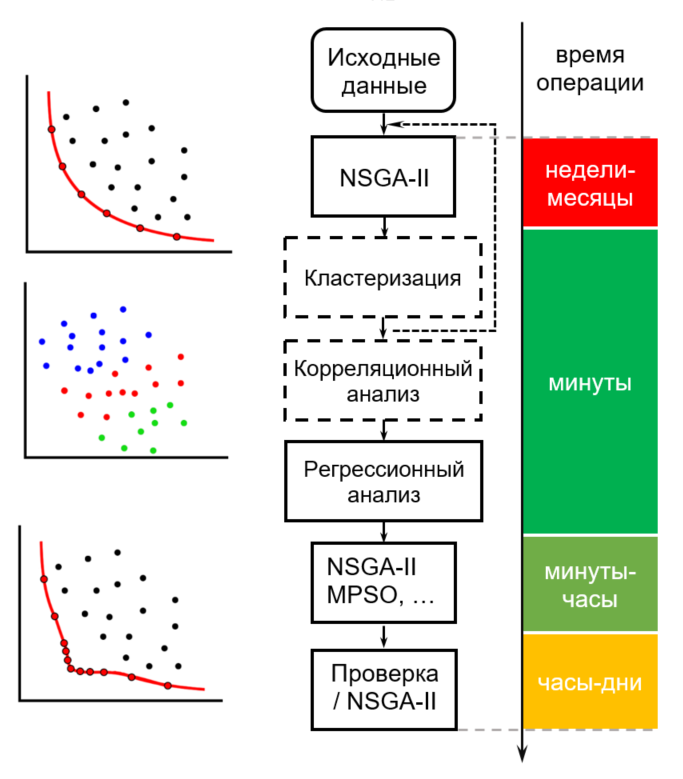 Исходные
данные
время
операции
NSGA-II
недели-
месяцы
Кластеризация
Корреляционный
анализ
минуты
Регрессионный
анализ
NSGA-II
MPSO, ...
минуты-
часы
Проверка
/ NSGA-II
часы-дни